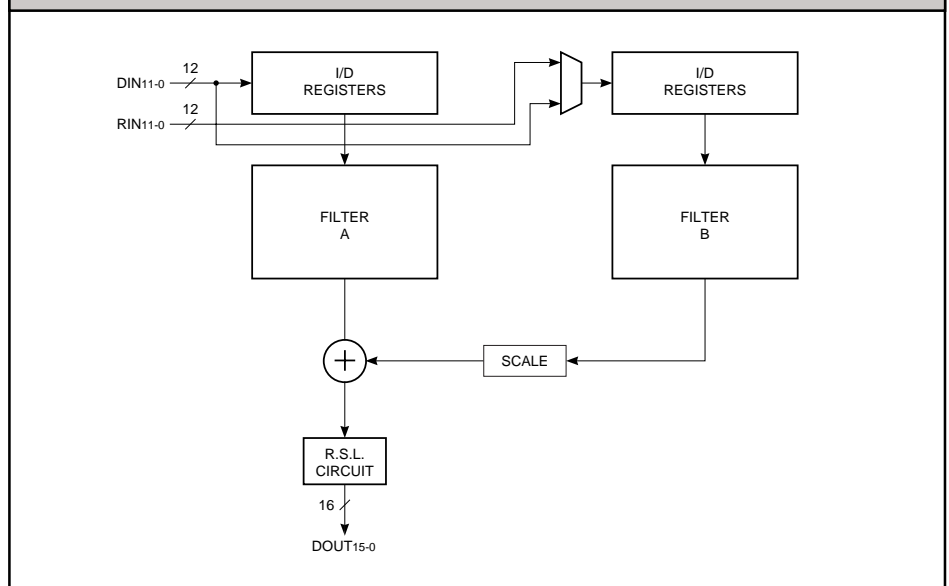 12
DIN11-0
12
RIN11-0
I/D
REGISTERS
I/D
REGISTERS
FILTER
A
FILTER
B
SCALE
R.S.L.
CIRCUIT
16
DOUT15-0